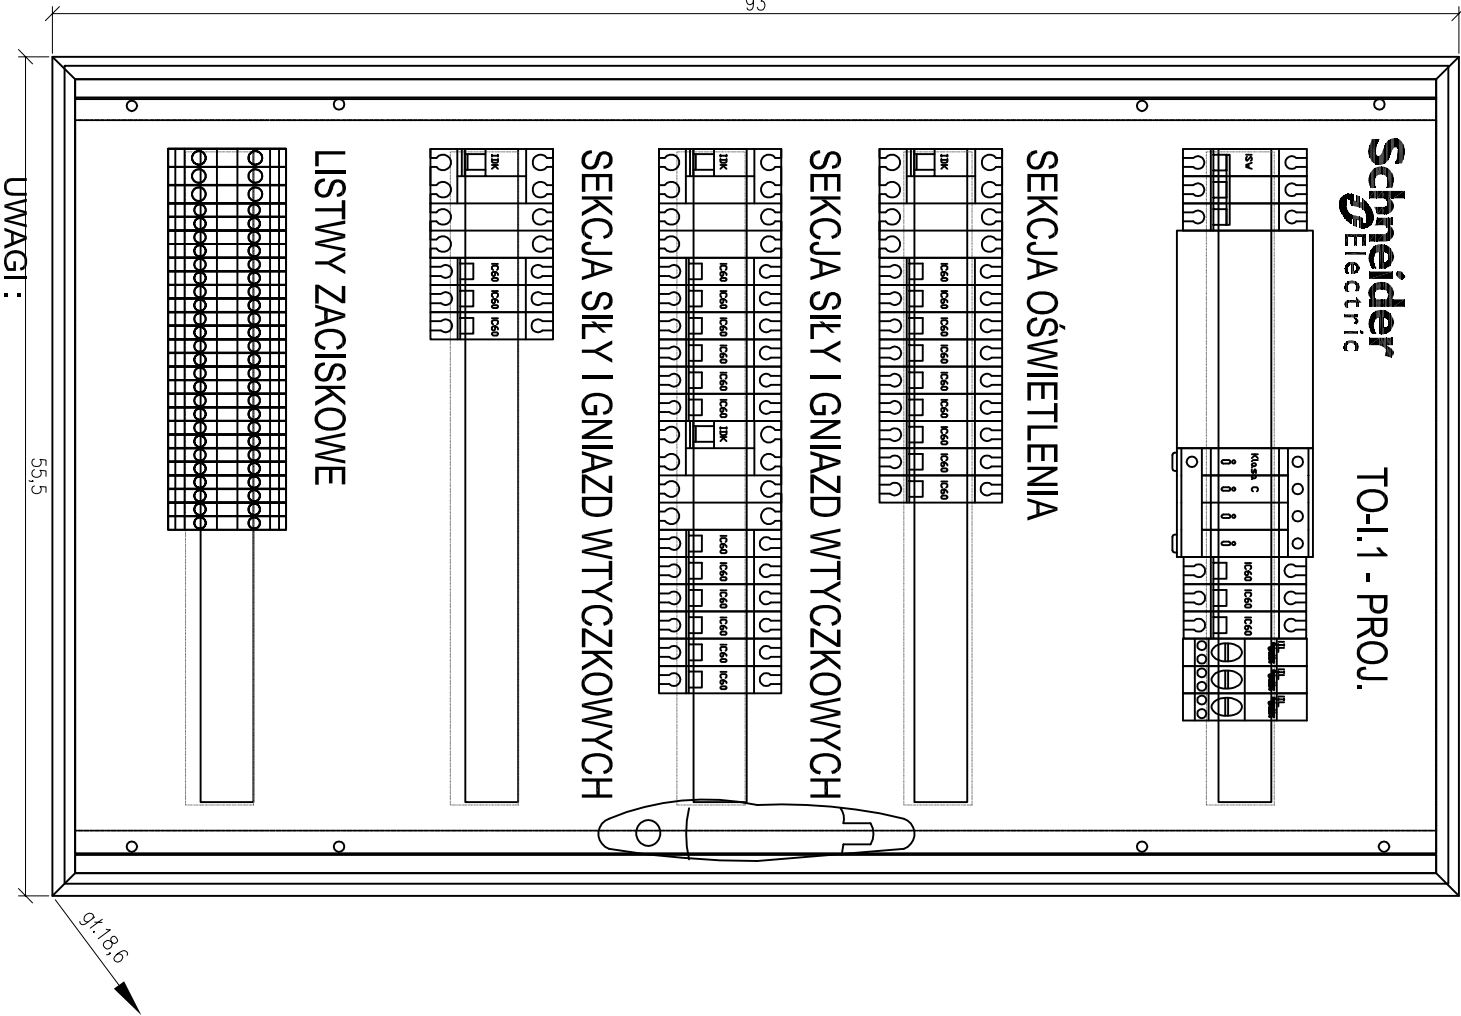 Schneider
Electric
TO-I.1 - PROJ.
ISW
Klasa C
IC60 IC60 IC60
SEKCJA OŚWIETLENIA
IDK IC60 IC60 IC60 IC60 IC60 IC60 IC60 IC60 IC60
SEKCJA SIŁY I GNIAZD WTYCZKOWYCH
IDK IC60 IC60 IC60 IC60 IC60 IC60 IDK IC60 IC60 IC60 IC60 IC60 IC60
SEKCJA SIŁY I GNIAZD WTYCZKOWYCH
IDK IC60 IC60 IC60
LISTWY ZACISKOWE
93
55,5
gł.18,6
UWAGI :